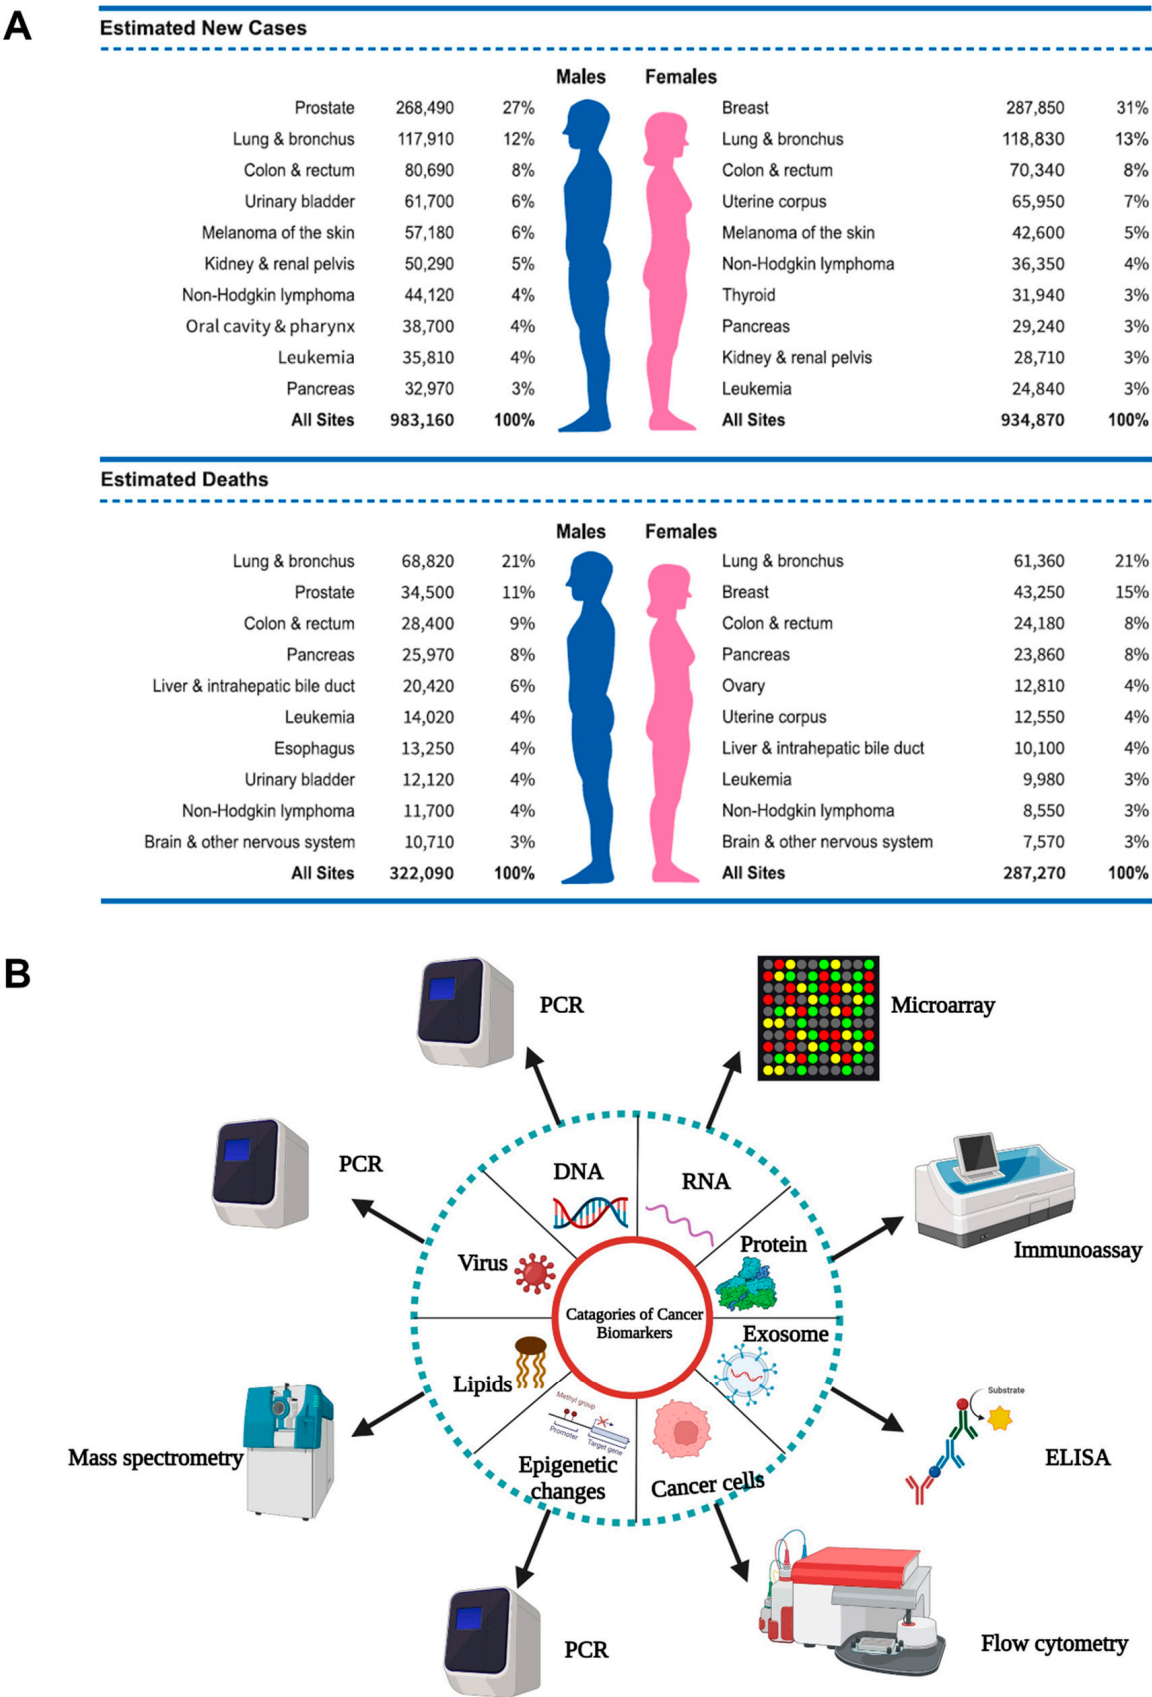 A
Estimated New Cases
Males Females
Prostate 268,490 27% Breast 287,850 31%
Lung & bronchus 117,910 12% Lung & bronchus 118,830 13%
Colon & rectum 80,690 8% Colon & rectum 70,340 8%
Urinary bladder 61,700 6% Uterine corpus 65,950 7%
Melanoma of the skin 57,180 6% Melanoma of the skin 42,600 5%
Kidney & renal pelvis 50,290 5% Non-Hodgkin lymphoma 36,350 4%
Non-Hodgkin lymphoma 44,120 4% Thyroid 31,940 3%
Oral cavity & pharynx 38,700 4% Pancreas 29,240 3%
Leukemia 35,810 4% Kidney & renal pelvis 28,710 3%
Pancreas 32,970 3% Leukemia 24,840 3%
All Sites 983,160 100% All Sites 934,870 100%
Estimated Deaths
Males Females
Lung & bronchus 68,820 21% Lung & bronchus 61,360 21%
Prostate 34,500 11% Breast 43,250 15%
Colon & rectum 28,400 9% Colon & rectum 24,180 8%
Pancreas 25,970 8% Pancreas 23,860 8%
Liver & intrahepatic bile duct 20,420 6% Ovary 12,810 4%
Leukemia 14,020 4% Uterine corpus 12,550 4%
Esophagus 13,250 4% Liver & intrahepatic bile duct 10,100 4%
Urinary bladder 12,120 4% Leukemia 9,980 3%
Non-Hodgkin lymphoma 11,700 4% Non-Hodgkin lymphoma 8,550 3%
Brain & other nervous system 10,710 3% Brain & other nervous system 7,570 3%
All Sites 322,090 100% All Sites 287,270 100%
B
PCR
Microarray
PCR
DNA
RNA
Immunoassay
Virus
Protein
Catagories of Cancer
Biomarkers
Exosome
Lipids
Substrate
Methyl group
Promoter
Target gene
Mass spectrometry
ELISA
Epigenetic
changes
Cancer cells
PCR
Flow cytometry